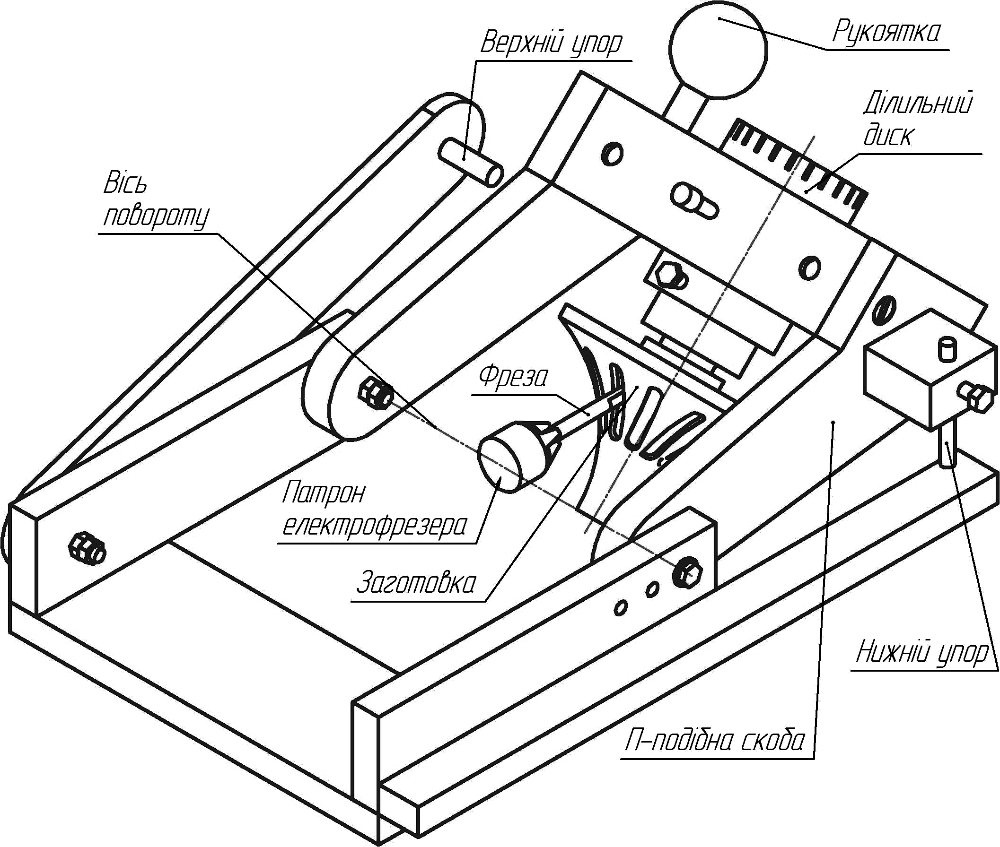 Рукоятка
Верхній упор
Ділильний
диск
Вісь
повороту
Фреза
Патрон
електрофрезера
Заготовка
Нижній упор
П-подібна скоба